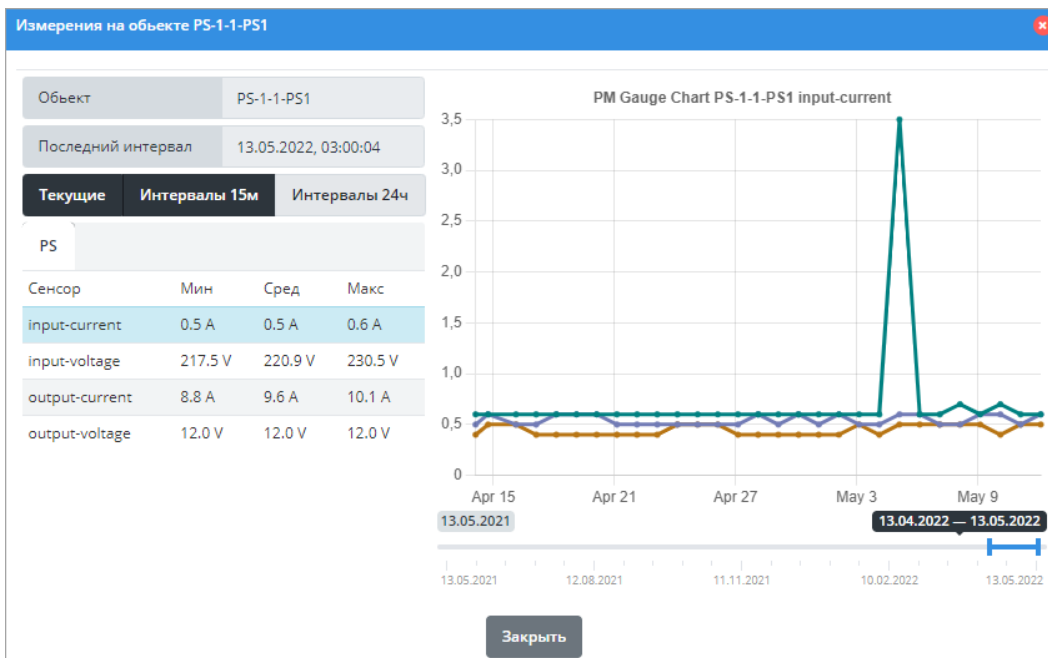 Измерения на обьекте PS-1-1-PS1
Обьект PS-1-1-PS1
Последний интервал 13.05.2022, 03:00:04
Текущие Интервалы 15м Интервалы 24ч
PS
Сенсор Мин Сред Макс
input-current 0.5 A 0.5 A 0.6 A
input-voltage 217.5 V 220.9 V 230.5 V
output-current 8.8 A 9.6 A 10.1 A
output-voltage 12.0 V 12.0 V 12.0 V
PM Gauge Chart PS-1-1-PS1 input-current
3,5
3,0
2,5
2,0
1,5
1,0
0,5
0
Apr 15 Apr 21 Apr 27 May 3 May 9
13.05.2021 13.04.2022 — 13.05.2022
13.05.2021 12.08.2021 11.11.2021 10.02.2022 13.05.2022
Закрыть